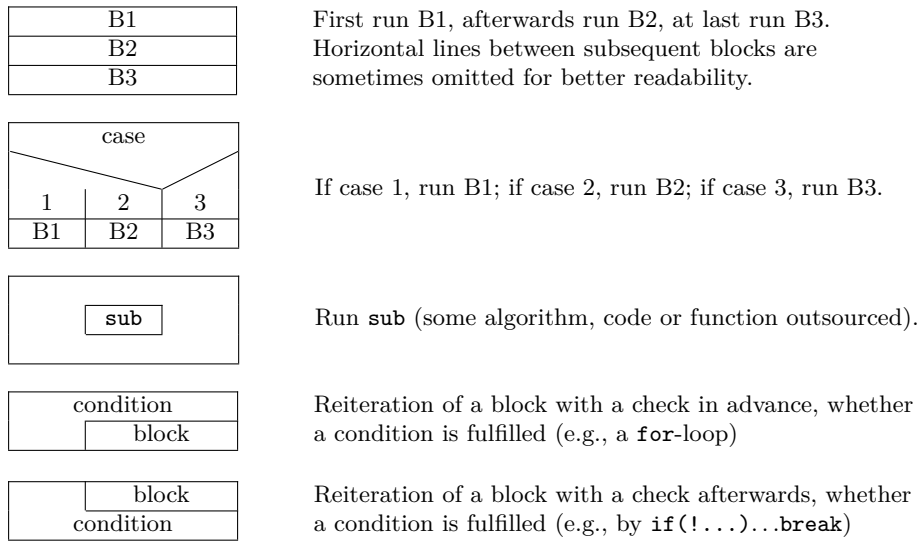 B1
B2
B3
First run B1, afterwards run B2, at last run B3.
Horizontal lines between subsequent blocks are
sometimes omitted for better readability.
case
1 2 3
B1 B2 B3
If case 1, run B1; if case 2, run B2; if case 3, run B3.
sub
Run sub (some algorithm, code or function outsourced).
condition
block
Reiteration of a block with a check in advance, whether
a condition is fulfilled (e.g., a for-loop)
block
condition
Reiteration of a block with a check afterwards, whether
a condition is fulfilled (e.g., by if(!...)...break)